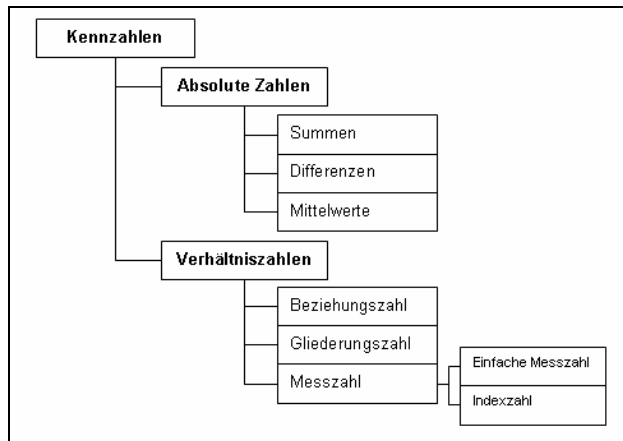 Kennzahlen
Absolute Zahlen
Summen
Differenzen
Mittelwerte
Verhältniszahlen
Beziehungszahl
Gliederungszahl
Messzahl
Einfache Messzahl
Indexzahl